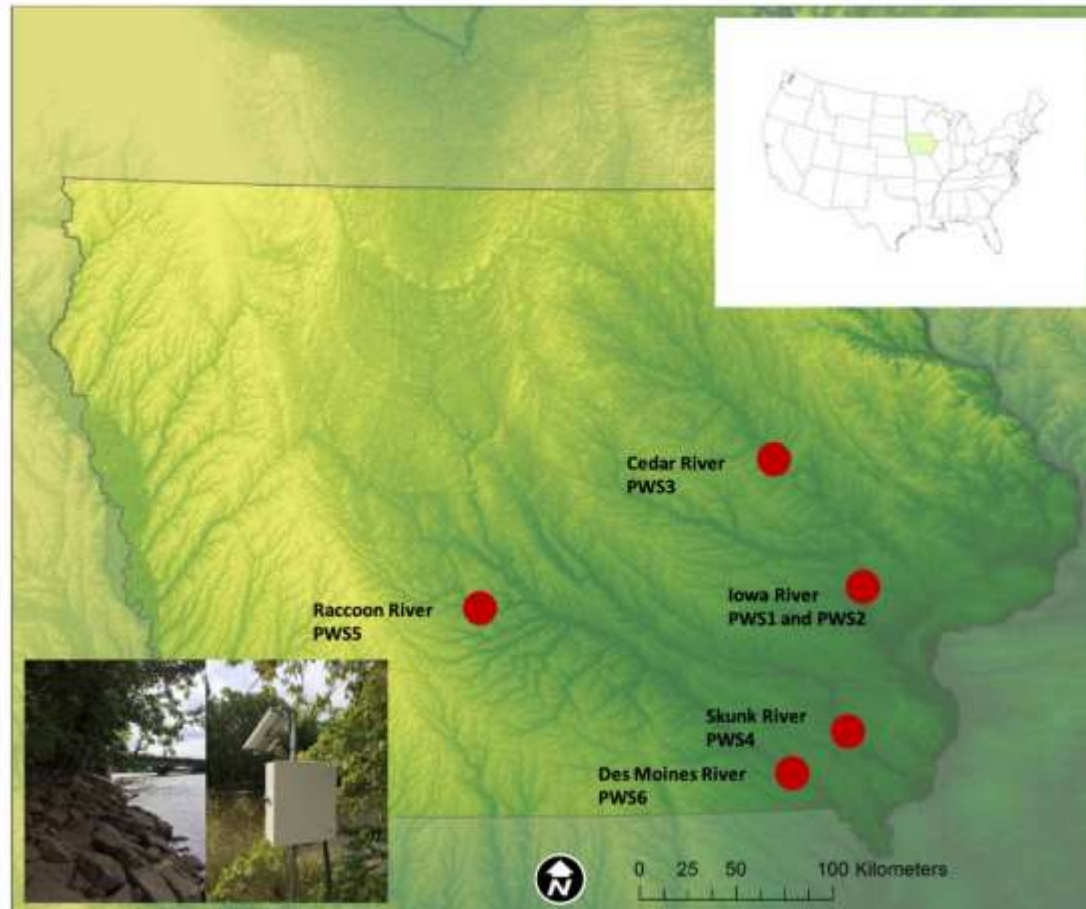 Cedar River
PWS3
Iowa River
PWS1 and PWS2
Raccoon River
PWS5
Skunk River
PWS4
Des Moines River
PWS6
N
0 25 50 100 Kilometers